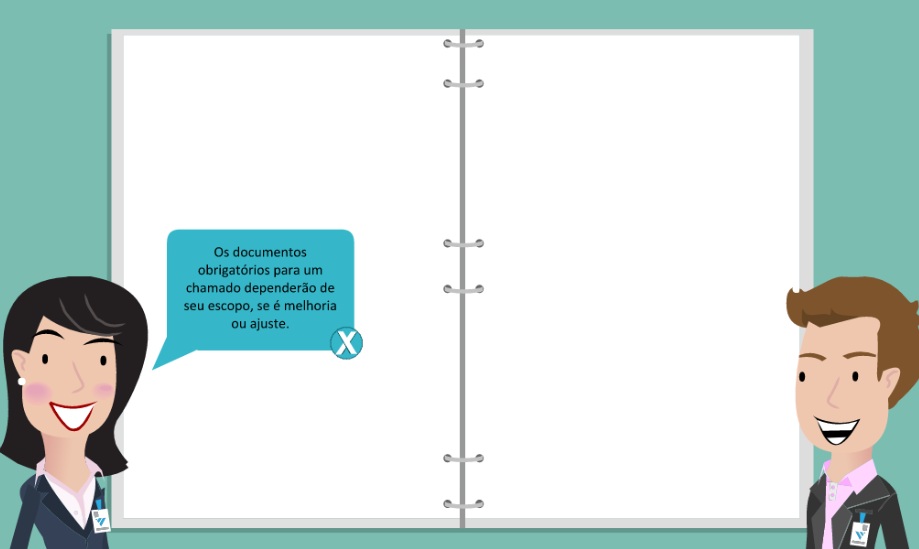 Os documentos
obrigatórios para um
chamado dependerão de
seu escopo, se é melhoria
ou ajuste.
X